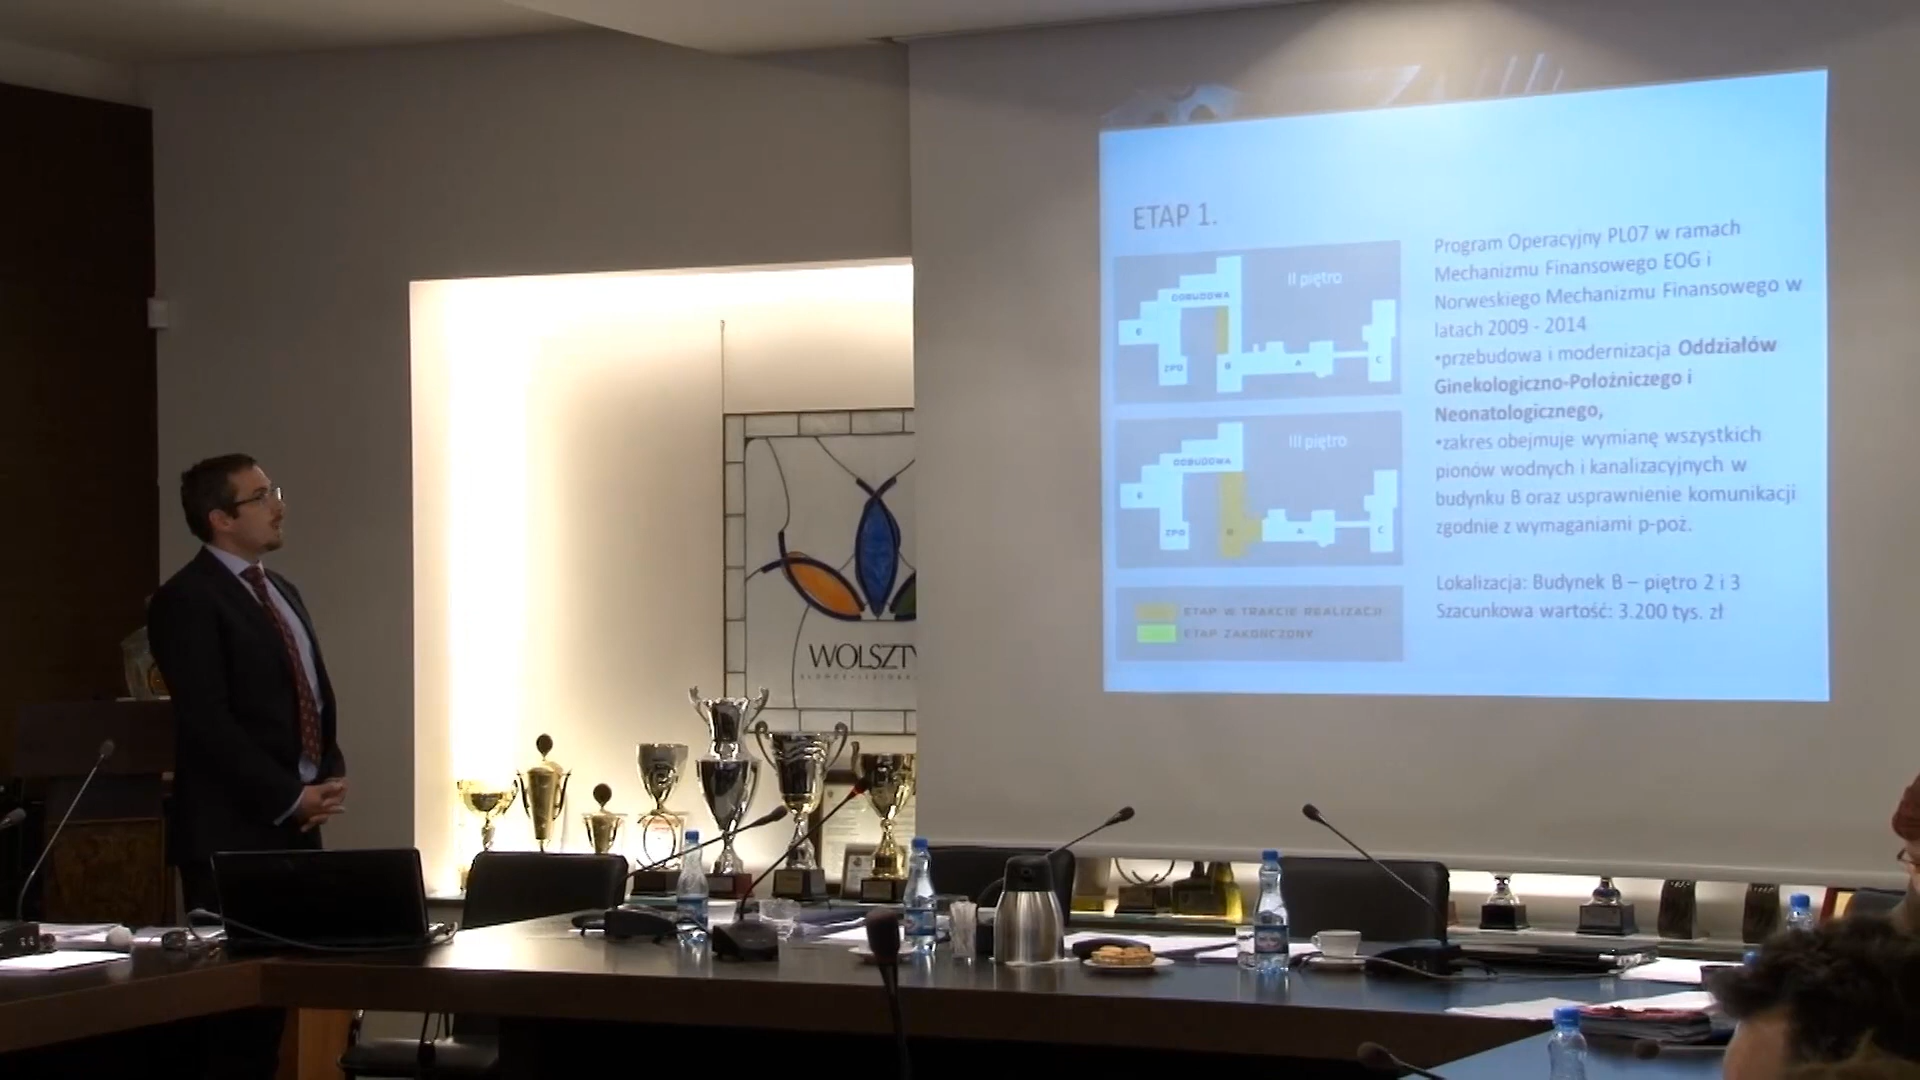 ETAP 1.
II piętro
DOBUDOWA
E
ZPO
B
A
C
III piętro
DOBUDOWA
E
ZPO
B
A
C
ETAP W TRAKCIE REALIZACJI
ETAP ZAKOŃCZONY
Program Operacyjny PL07 w ramach
Mechanizmu Finansowego EOG i
Norweskiego Mechanizmu Finansowego w
latach 2009 - 2014
•przebudowa i modernizacja Oddziałów
Ginekologiczno-Położniczego i
Neonatologicznego,
•zakres obejmuje wymianę wszystkich
pionów wodnych i kanalizacyjnych w
budynku B oraz usprawnienie komunikacji
zgodnie z wymaganiami p-poż.
Lokalizacja: Budynek B – piętro 2 i 3
Szacunkowa wartość: 3.200 tys. zł
WOLSZTY